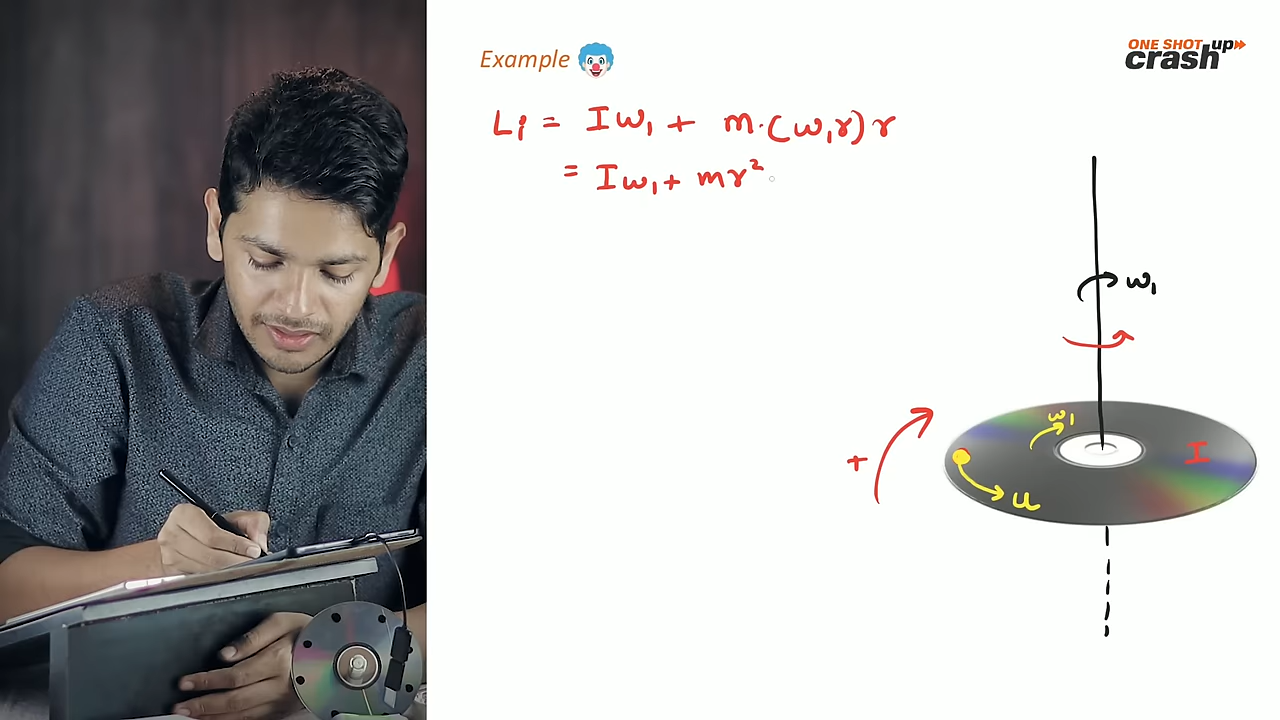 Example
ONE SHOT up
crash
Li = Iω₁ + m·(ω₁r)r
= Iω₁ + mr²
ω₁
ω₁
I
+
u